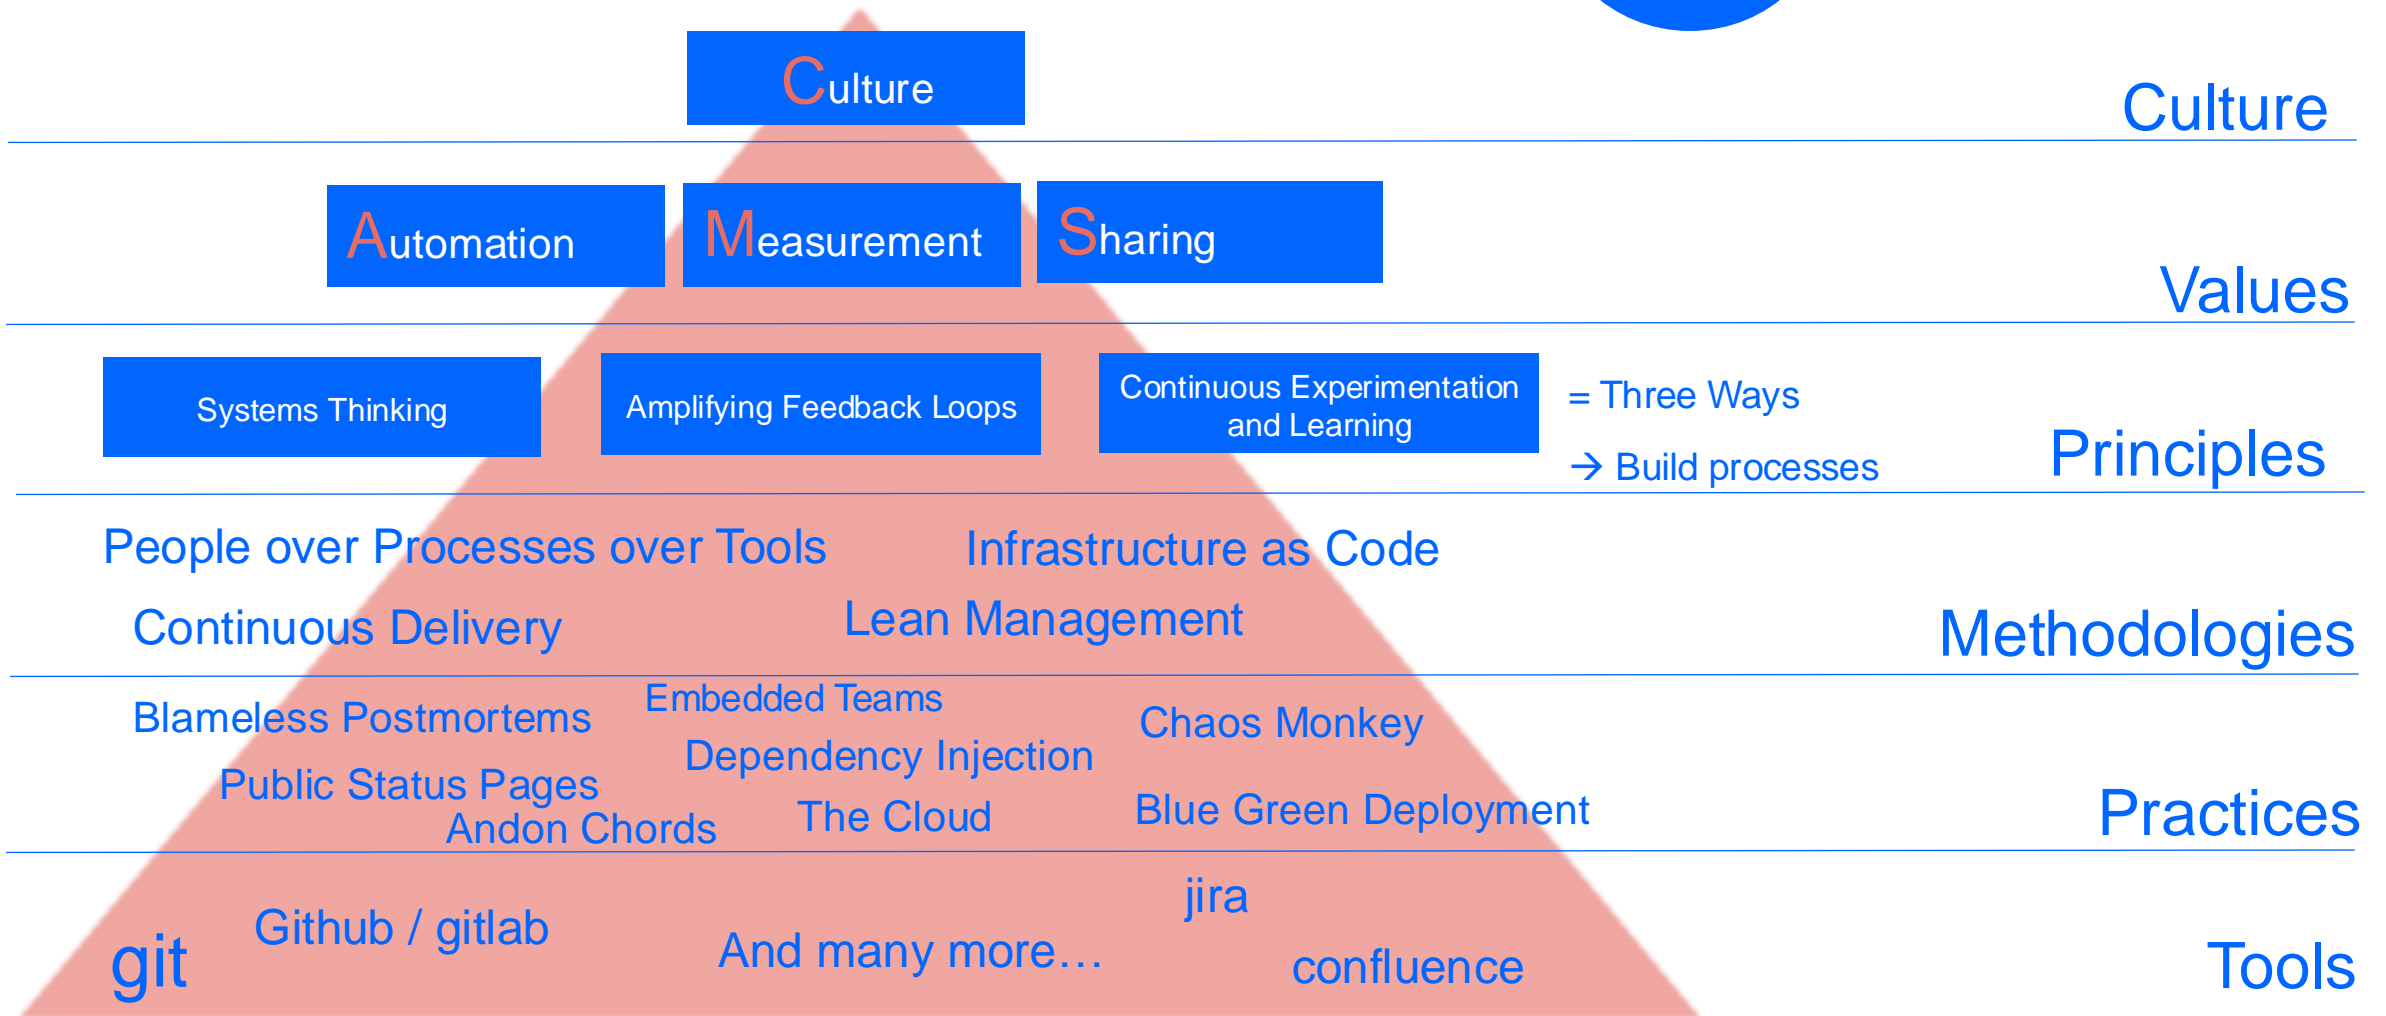 Culture
Culture
Automation
Measurement
Sharing
Values
Systems Thinking
Amplifying Feedback Loops
Continuous Experimentation
and Learning
= Three Ways
→ Build processes
Principles
People over Processes over Tools
Infrastructure as Code
Continuous Delivery
Lean Management
Methodologies
Blameless Postmortems
Embedded Teams
Chaos Monkey
Dependency Injection
Public Status Pages
The Cloud
Blue Green Deployment
Andon Chords
Practices
jira
Github / gitlab
git
And many more...
confluence
Tools